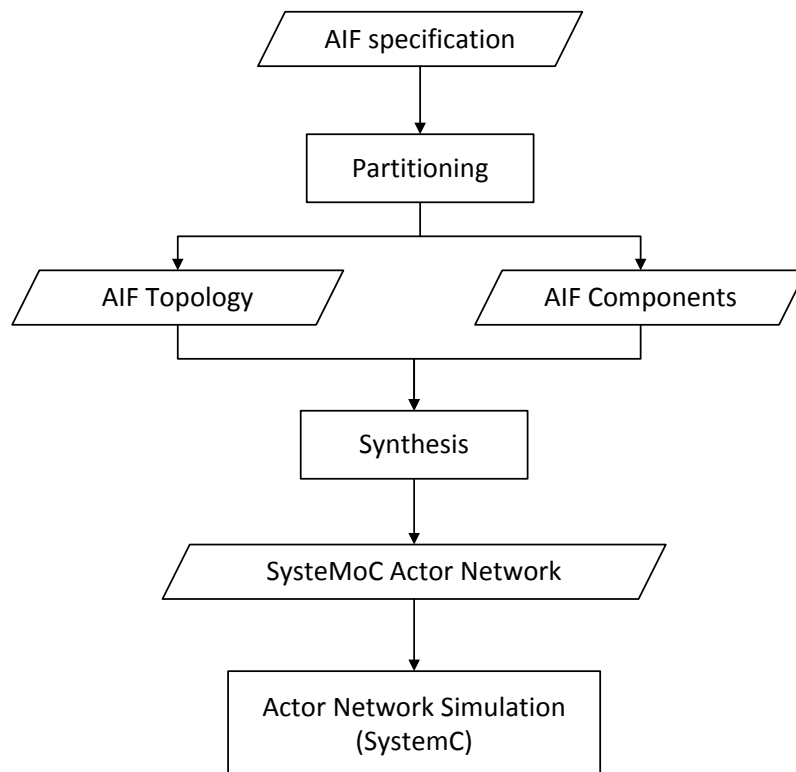 AIF specification
Partitioning
AIF Topology
AIF Components
Synthesis
SysteMoC Actor Network
Actor Network Simulation
(SystemC)